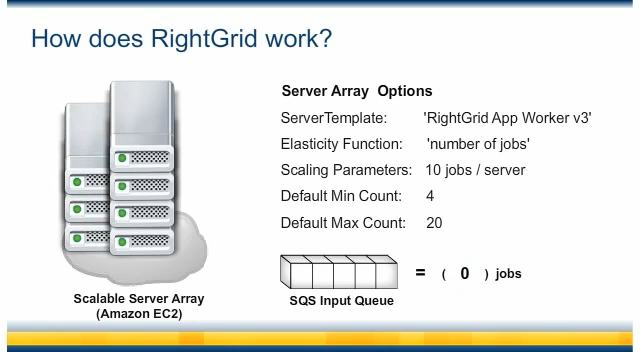 How does RightGrid work?
Server Array Options
ServerTemplate: 'RightGrid App Worker v3'
Elasticity Function: 'number of jobs'
Scaling Parameters: 10 jobs / server
Default Min Count: 4
Default Max Count: 20
= ( 0 ) jobs
SQS Input Queue
Scalable Server Array
(Amazon EC2)